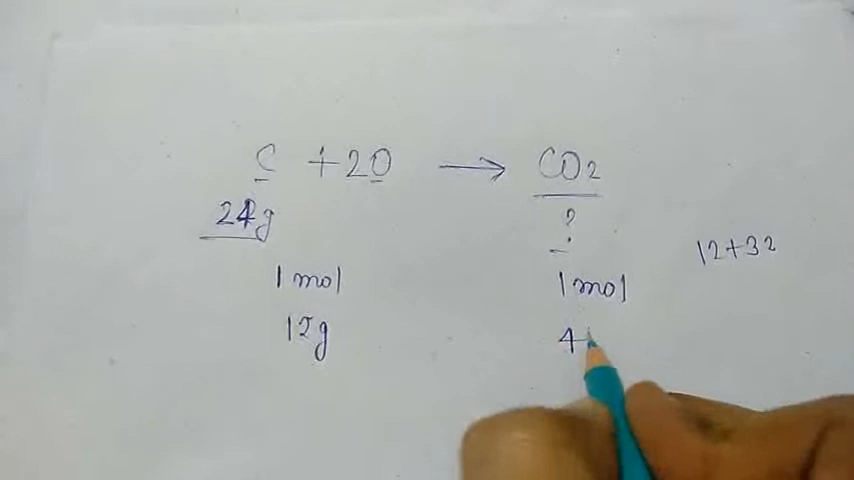 C + 2O → CO2
24g ?
12+32
1 mol 1 mol
12g 4